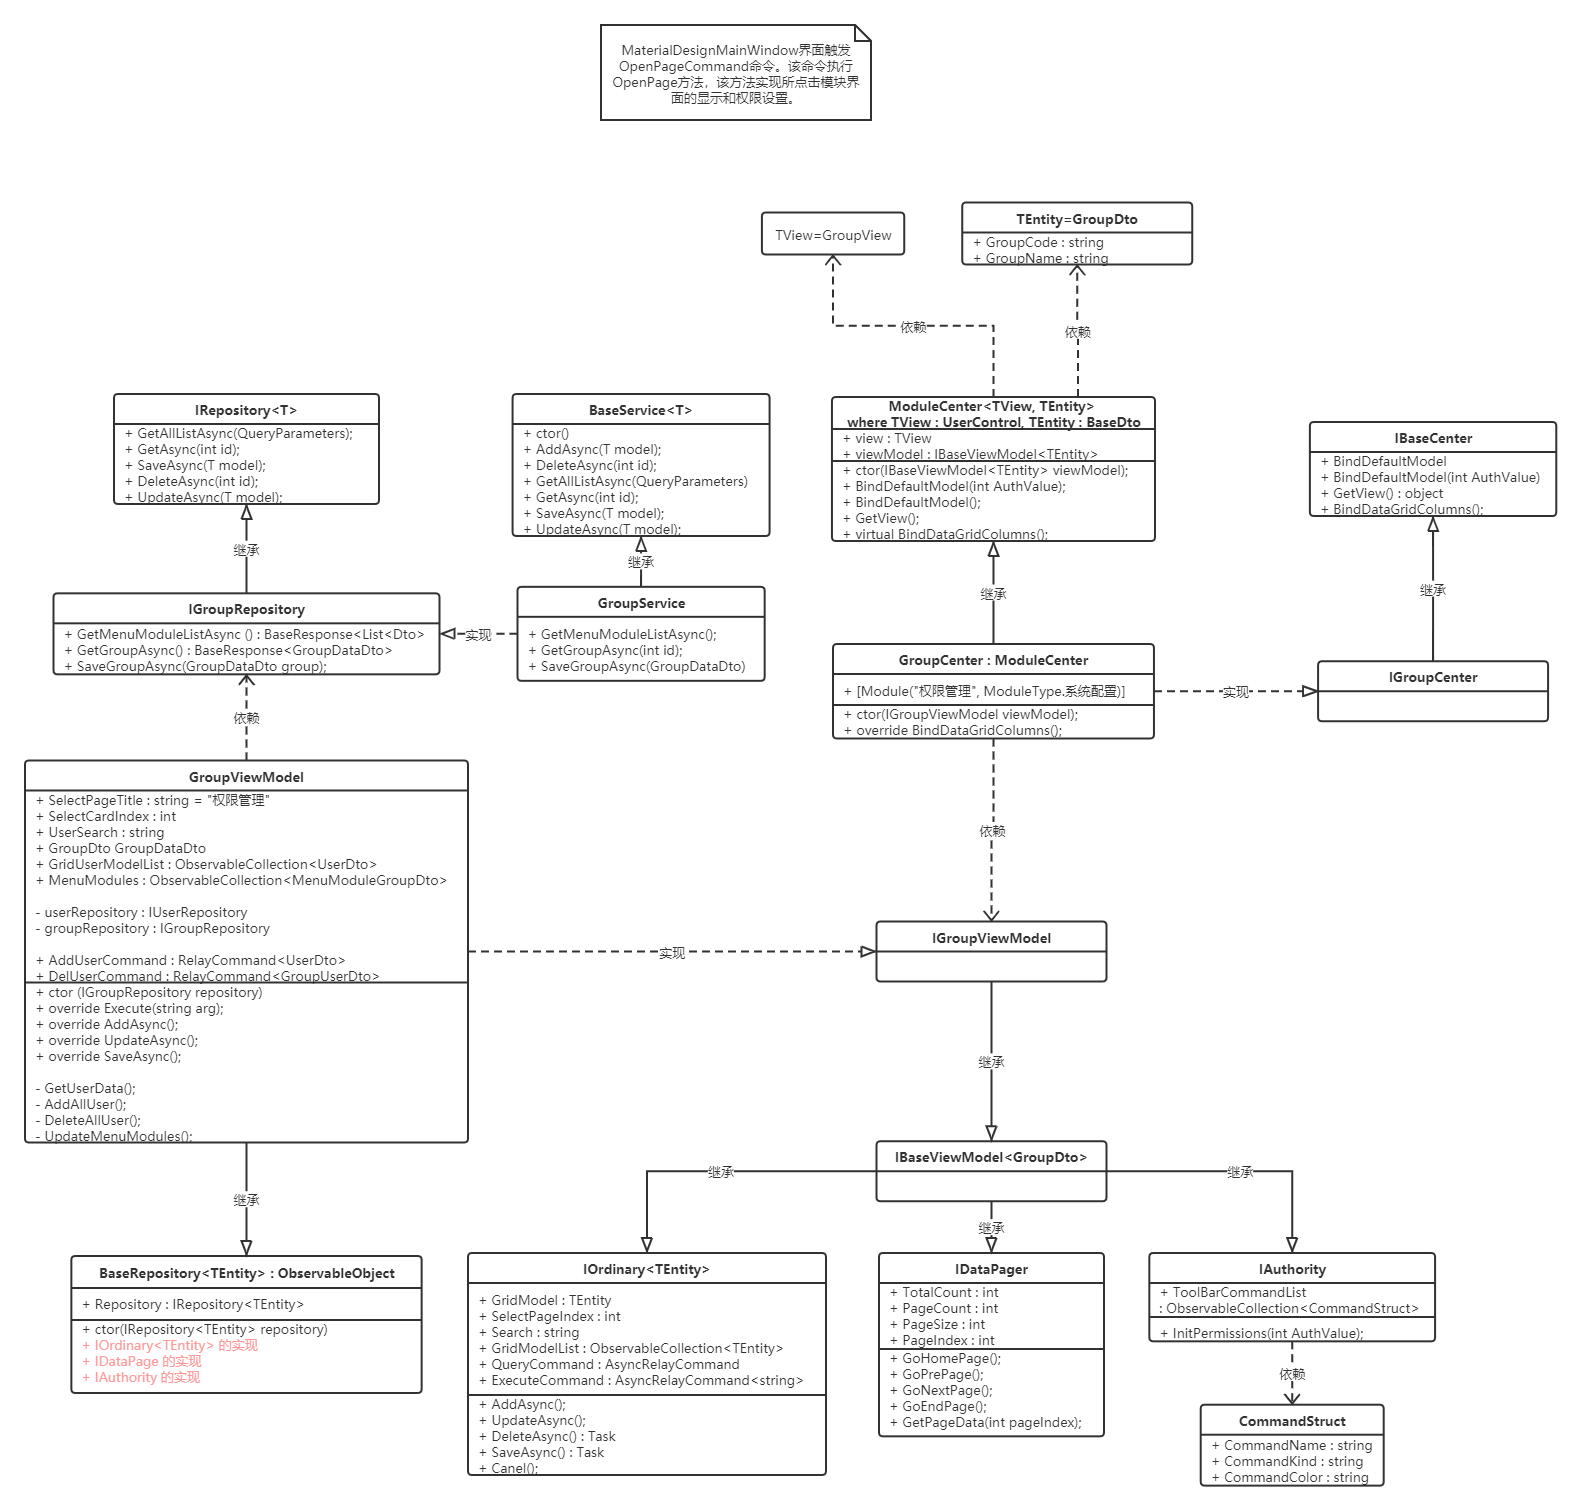 MaterialDesignMainWindow界面触发
OpenPageCommand命令。该命令执行
OpenPage方法，该方法实现所点击模块界
面的显示和权限设置。
TView=GroupView
TEntity=GroupDto
+ GroupCode : string
+ GroupName : string
依赖
依赖
IRepository<T>
+ GetAllListAsync(QueryParameters);
+ GetAsync(int id);
+ SaveAsync(T model);
+ DeleteAsync(int id);
+ UpdateAsync(T model);
BaseService<T>
+ ctor()
+ AddAsync(T model);
+ DeleteAsync(int id);
+ GetAllListAsync(QueryParameters)
+ GetAsync(int id);
+ SaveAsync(T model);
+ UpdateAsync(T model);
ModuleCenter<TView, TEntity>
where TView : UserControl, TEntity : BaseDto
+ view : TView
+ viewModel : IBaseViewModel<TEntity>
+ ctor(IBaseViewModel<TEntity> viewModel);
+ BindDefaultModel(int AuthValue);
+ BindDefaultModel();
+ GetView();
+ virtual BindDataGridColumns();
IBaseCenter
+ BindDefaultModel
+ BindDefaultModel(int AuthValue)
+ GetView() : object
+ BindDataGridColumns();
继承
继承
继承
继承
IGroupRepository
+ GetMenuModuleListAsync () : BaseResponse<List<Dto>
+ GetGroupAsync() : BaseResponse<GroupDataDto>
+ SaveGroupAsync(GroupDataDto group);
实现
GroupService
+ GetMenuModuleListAsync();
+ GetGroupAsync(int id);
+ SaveGroupAsync(GroupDataDto)
GroupCenter : ModuleCenter
+ [Module("权限管理", ModuleType.系统配置)]
+ ctor(IGroupViewModel viewModel);
+ override BindDataGridColumns();
实现
IGroupCenter
依赖
依赖
GroupViewModel
+ SelectPageTitle : string = "权限管理"
+ SelectCardIndex : int
+ UserSearch : string
+ GroupDto GroupDataDto
+ GridUserModelList : ObservableCollection<UserDto>
+ MenuModules : ObservableCollection<MenuModuleGroupDto>
- userRepository : IUserRepository
- groupRepository : IGroupRepository
+ AddUserCommand : RelayCommand<UserDto>
+ DelUserCommand : RelayCommand<GroupUserDto>
+ ctor (IGroupRepository repository)
+ override Execute(string arg);
+ override AddAsync();
+ override UpdateAsync();
+ override SaveAsync();
- GetUserData();
- AddAllUser();
- DeleteAllUser();
- UpdateMenuModules();
实现
IGroupViewModel
继承
IBaseViewModel<GroupDto>
继承
继承
继承
继承
BaseRepository<TEntity> : ObservableObject
+ Repository : IRepository<TEntity>
+ ctor(IRepository<TEntity> repository)
+ IOrdinary<TEntity> 的实现
+ IDataPage 的实现
+ IAuthority 的实现
IOrdinary<TEntity>
+ GridModel : TEntity
+ SelectPageIndex : int
+ Search : string
+ GridModelList : ObservableCollection<TEntity>
+ QueryCommand : AsyncRelayCommand
+ ExecuteCommand : AsyncRelayCommand<string>
+ AddAsync();
+ UpdateAsync();
+ DeleteAsync() : Task
+ SaveAsync() : Task
+ Canel();
IDataPager
+ TotalCount : int
+ PageCount : int
+ PageSize : int
+ PageIndex : int
+ GoHomePage();
+ GoPrePage();
+ GoNextPage();
+ GoEndPage();
+ GetPageData(int pageIndex);
IAuthority
+ ToolBarCommandList
: ObservableCollection<CommandStruct>
+ InitPermissions(int AuthValue);
依赖
CommandStruct
+ CommandName : string
+ CommandKind : string
+ CommandColor : string